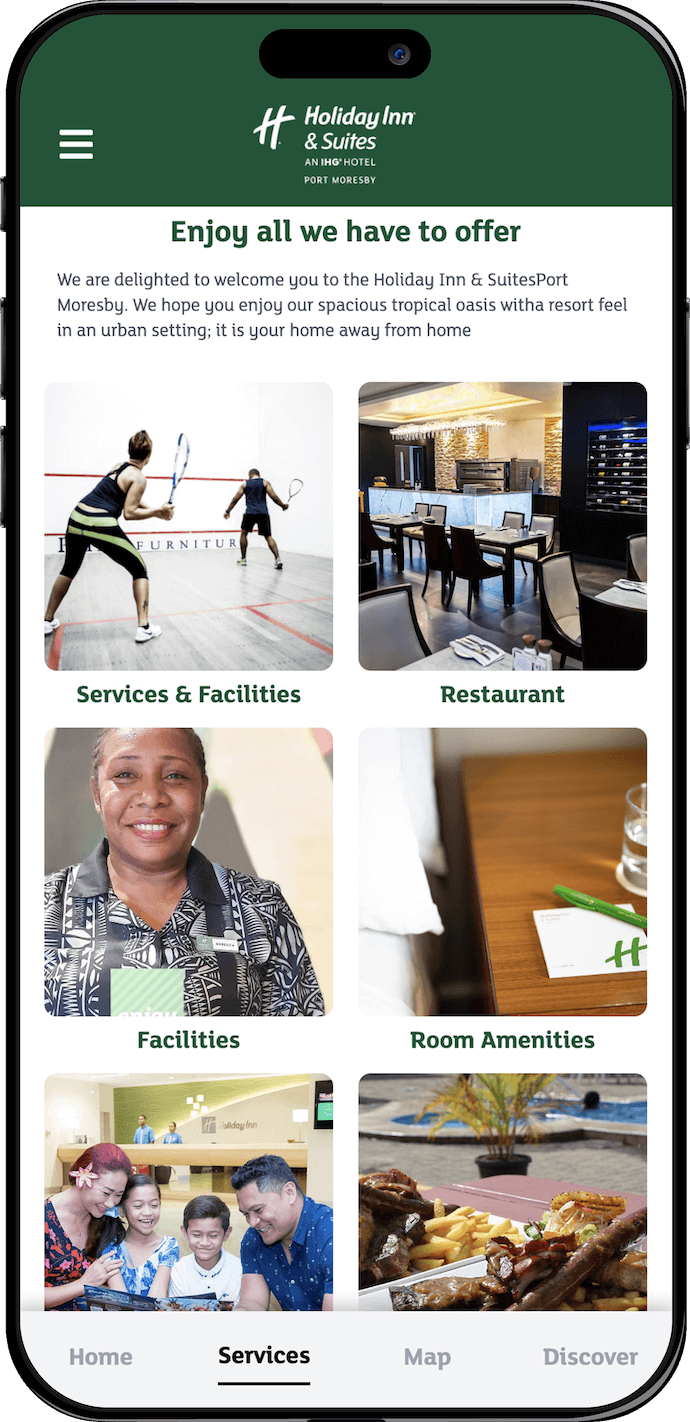 Holiday Inn
& Suites
AN IHG® HOTEL
PORT MORESBY
Enjoy all we have to offer
We are delighted to welcome you to the Holiday Inn & SuitesPort
Moresby. We hope you enjoy our spacious tropical oasis witha resort feel
in an urban setting; it is your home away from home
FURNITUR
Services & Facilities
Restaurant
enjoy
Facilities
Room Amenities
Holiday Inn
Home
Services
Map
Discover